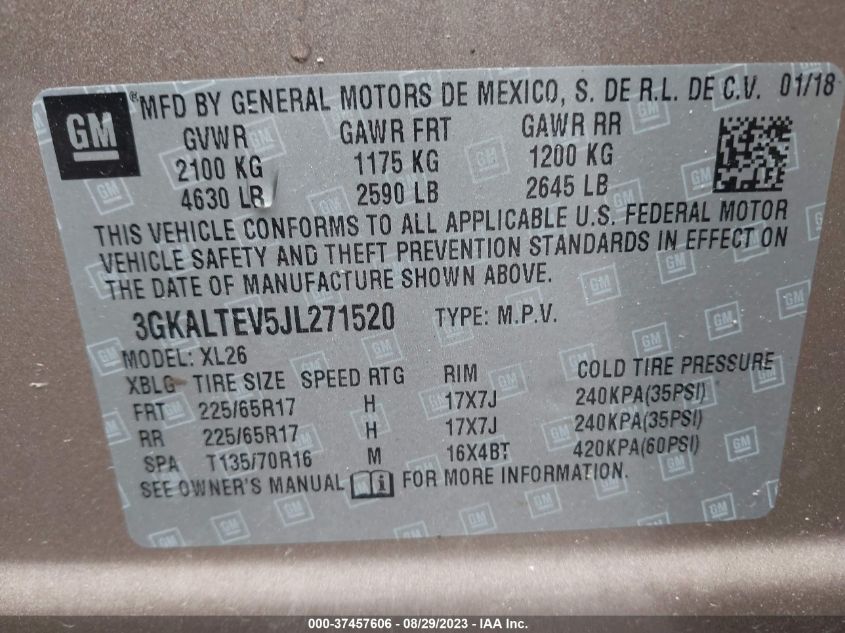 GM
®MFD BY GENERAL MOTORS DE MEXICO, S. DE R.L. DE C.V. 01/18
GVWR GAWR FRT GAWR RR
2100 KG 1175 KG 1200 KG
4630 LB 2590 LB 2645 LB
THIS VEHICLE CONFORMS TO ALL APPLICABLE U.S. FEDERAL MOTOR
VEHICLE SAFETY AND THEFT PREVENTION STANDARDS IN EFFECT ON
THE DATE OF MANUFACTURE SHOWN ABOVE.
3GKALTEV5JL271520 TYPE: M.P.V.
MODEL: XL26
XBLG TIRE SIZE SPEED RTG RIM COLD TIRE PRESSURE
FRT 225/65R17 H 17X7J 240KPA(35PSI)
RR 225/65R17 H 17X7J 240KPA(35PSI)
SPA T135/70R16 M 16X4BT 420KPA(60PSI)
SEE OWNER'S MANUAL i FOR MORE INFORMATION.
000-37457606 - 08/29/2023 - IAA Inc.